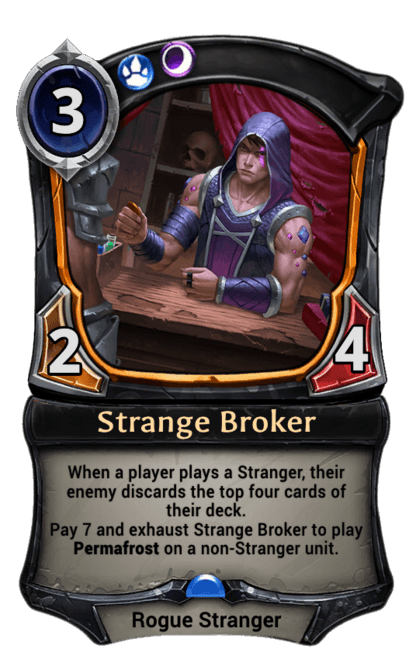 3
2
4
Strange Broker
When a player plays a Stranger, their
enemy discards the top four cards of
their deck.
Pay 7 and exhaust Strange Broker to play
Permafrost on a non-Stranger unit.
Rogue Stranger